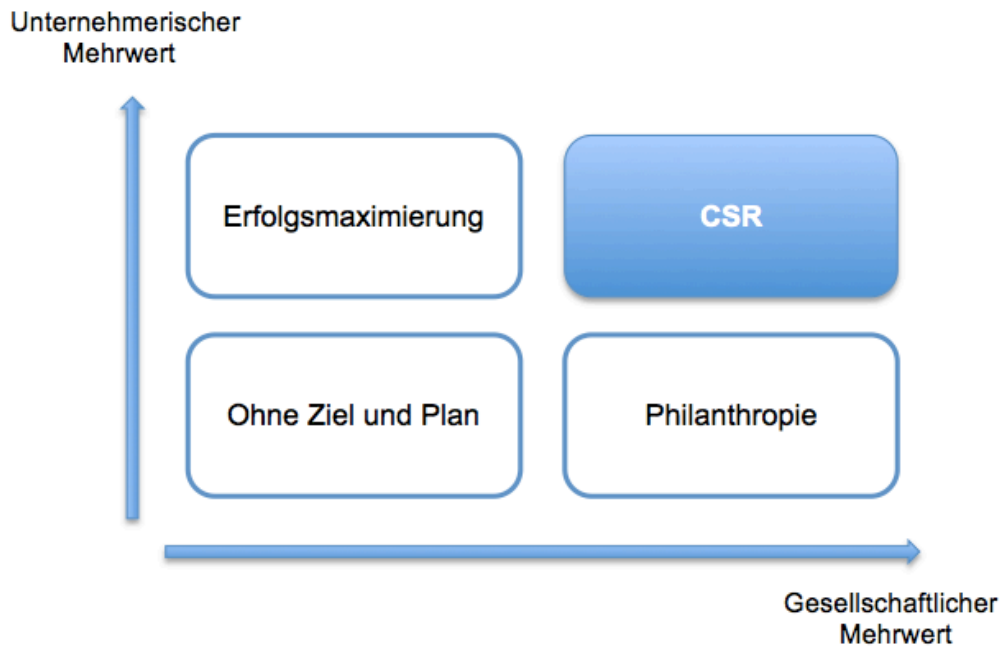 Unternehmerischer
Mehrwert
Erfolgsmaximierung
CSR
Ohne Ziel und Plan
Philanthropie
Gesellschaftlicher
Mehrwert